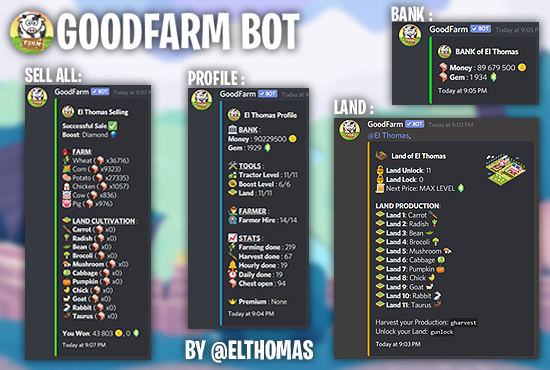 FARM
GOODFARM BOT
SELL ALL:
GoodFarm BOT Today at 9:07 PM
El Thomas Selling
Successful Sale
Boost: Diamond
FARM:
Wheat (x36716)
Corn (x9323)
Potato (x27335)
Chicken (x1057)
Cow (x836)
Pig (x976)
LAND CULTIVATION:
Carrot (x0)
Radish (x0)
Bean (x0)
Brocoli (x0)
Mushroom (x0)
Cabbage (x0)
Pumpkin (x0)
Chick (x0)
Goat (x0)
Rabbit (x0)
Taurus (x0)
You Won: 43 803, 0
Today at 9:07 PM
PROFILE :
GoodFarm BOT Today at 9:0
El Thomas Profile
BANK :
Money : 90229500
Gem : 1929
TOOLS :
Tractor Level : 11/11
Boost Level : 6/6
Land : 11/11
FARMER :
Farmer Hire : 14/14
STATS :
Farming done : 219
Harvest done : 67
Hourly done : 19
Daily done : 19
Chest open : 94
Premium : None
Today at 9:04 PM
BY @ELTHOMAS
BANK :
GoodFarm BOT Today at 9:05 P
BANK of El Thomas
Money : 89 679 500
Gem : 1 934
Today at 9:05 PM
LAND :
GoodFarm BOT Today at 9:03 PM
@El Thomas,
Land of El Thomas
Land Unlock: 11
Land Lock: 0
Next Price: MAX LEVEL
LAND PRODUCTION:
Land 1: Carrot
Land 2: Radish
Land 3: Bean
Land 4: Brocoli
Land 5: Mushroom
Land 6: Cabbage
Land 7: Pumpkin
Land 8: Chick
Land 9: Goat
Land 10: Rabbit
Land 11: Taurus
Harvest your Production: gharvest
Unlock your Land: gunlock
Today at 9:03 PM